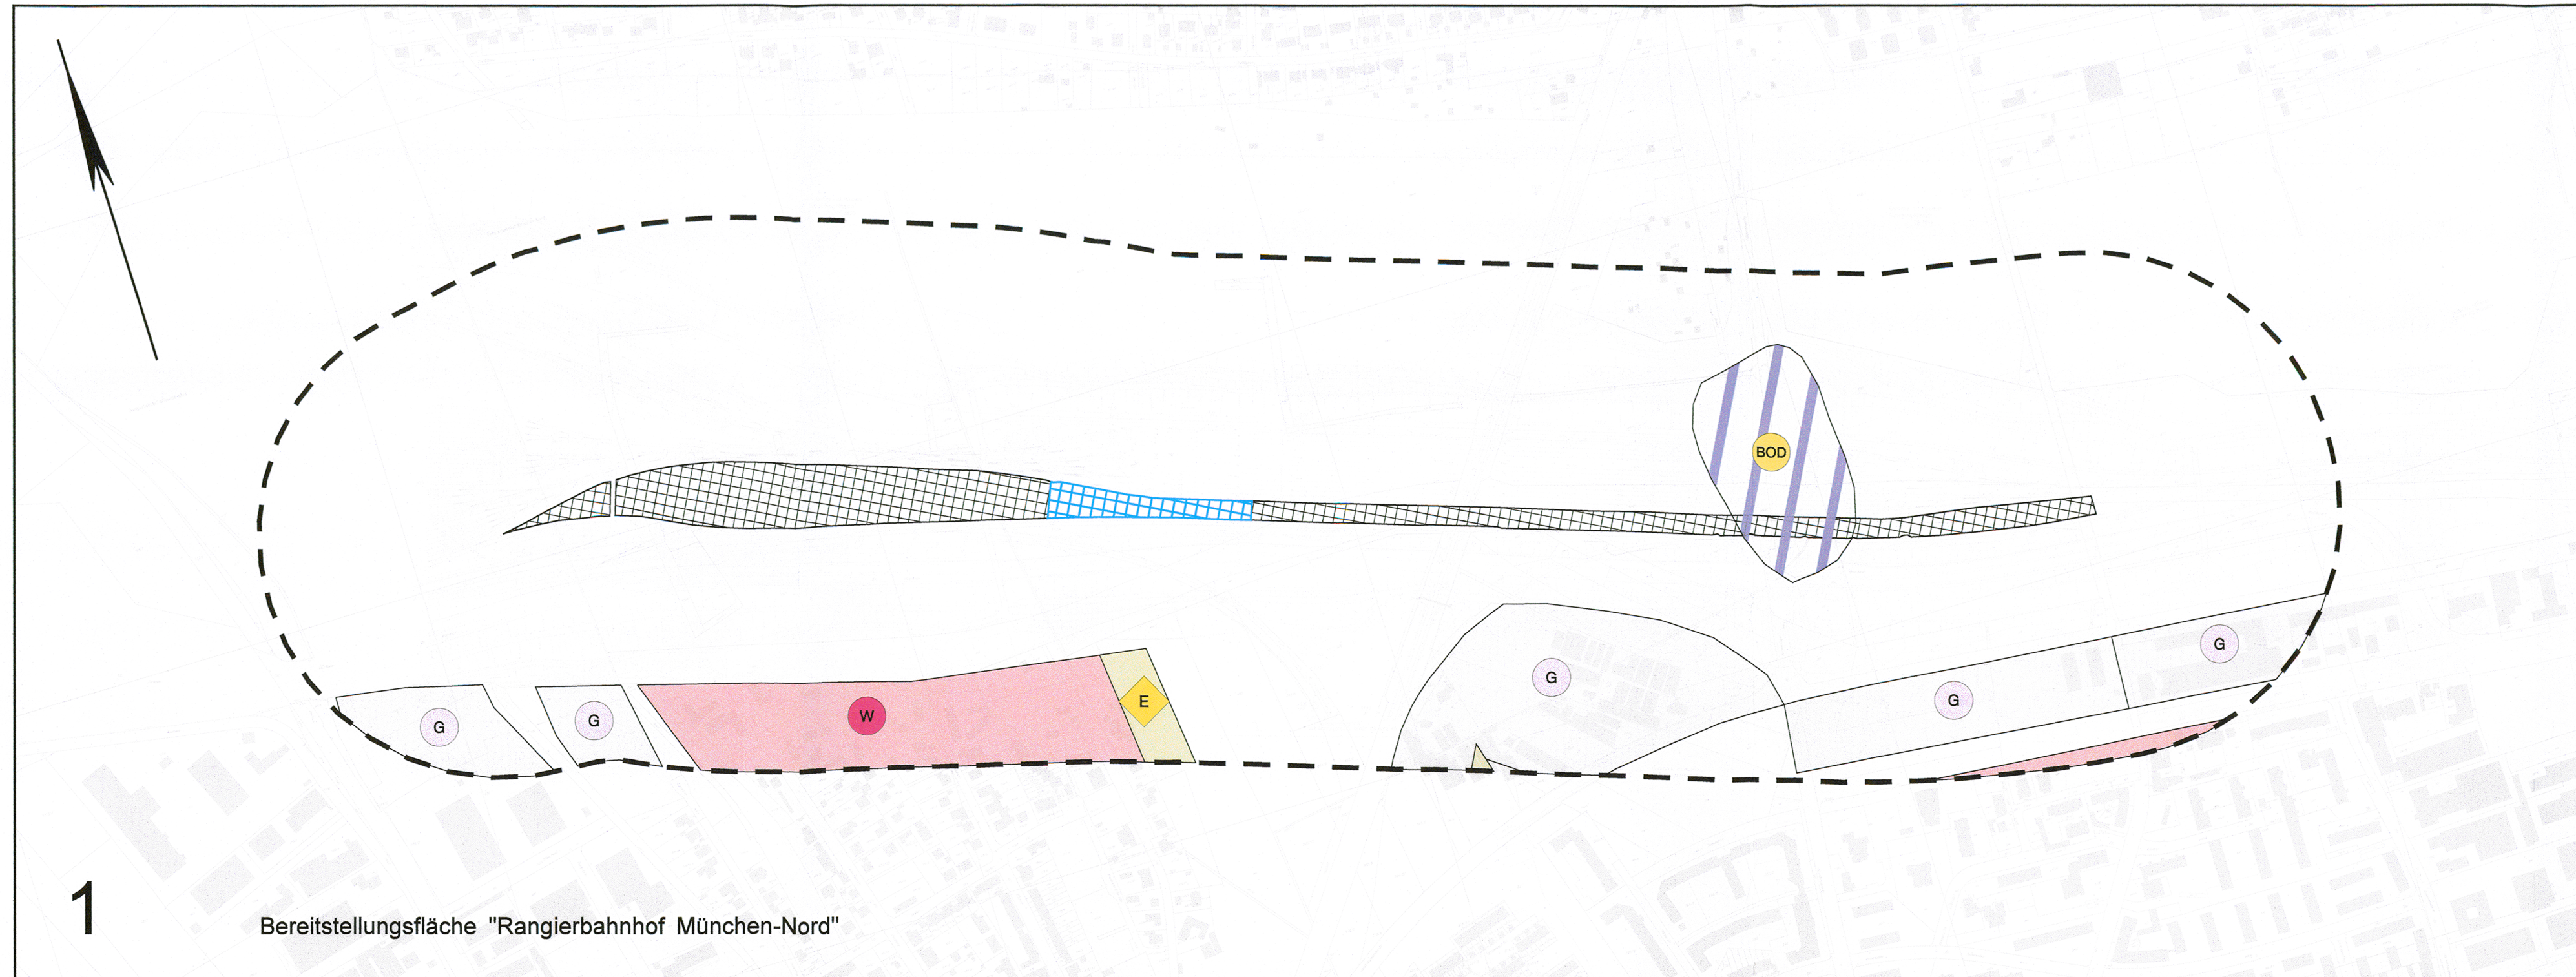 BOD
G
G
G
G
E
G
W
G
1
Bereitstellungsfläche "Rangierbahnhof München-Nord"